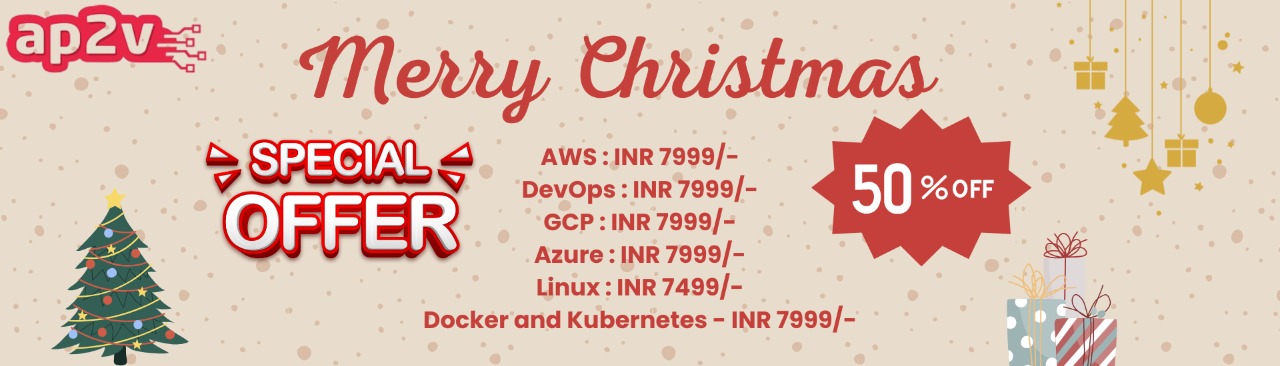 ap2v
Merry Christmas
SPECIAL
OFFER
AWS : INR 7999/-
DevOps : INR 7999/-
GCP : INR 7999/-
Azure : INR 7999/-
Linux : INR 7499/-
Docker and Kubernetes - INR 7999/-
50% OFF